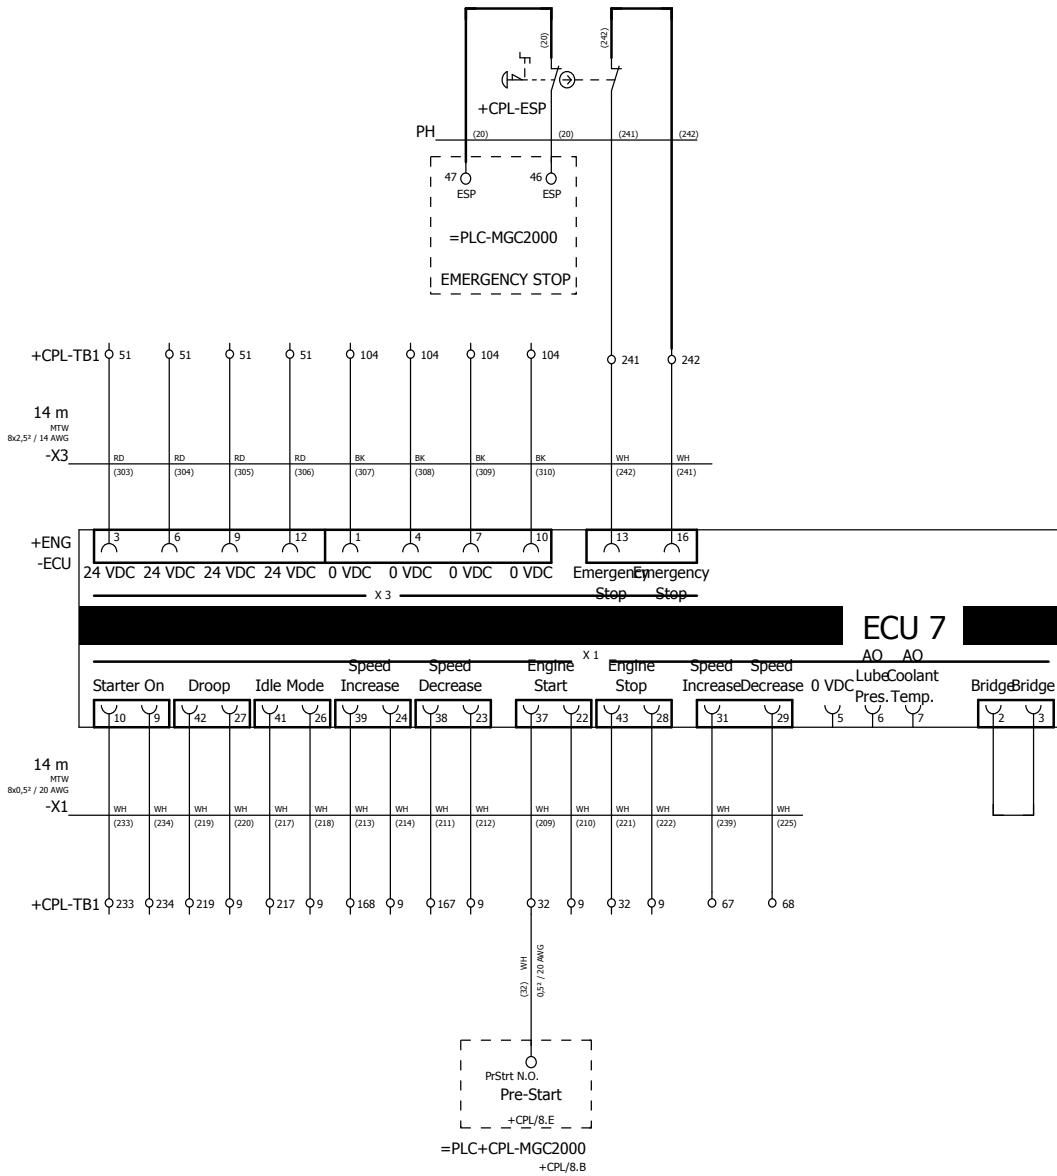 (20)
(242)
+CPL-ESP
PH
(20) (20) (241) (242)
47 46
ESP ESP
=PLC-MGC2000
EMERGENCY STOP
+CPL-TB1 51 51 51 51 104 104 104 104 241 242
14 m
MTW
8x2,5² / 14 AWG
-X3
RD RD RD RD BK BK BK BK WH WH
(303) (304) (305) (306) (307) (308) (309) (310) (242) (241)
+ENG
-ECU
3 6 9 12 1 4 7 10 13 16
24 VDC 24 VDC 24 VDC 24 VDC 0 VDC 0 VDC 0 VDC 0 VDC Emergency Emergency
Stop Stop
X 3
ECU 7
X 1
Starter On
Droop
Idle Mode
Speed
Increase
Speed
Decrease
Engine
Start
Engine
Stop
Speed
Increase
Speed
Decrease
0 VDC
AO
Lube
Pres.
AO
Coolant
Temp.
Bridge Bridge
10 9 42 27 41 26 39 24 38 23 37 22 43 28 31 29 5 6 7 2 3
14 m
MTW
8x0,5² / 20 AWG
-X1
WH WH WH WH WH WH WH WH WH WH WH WH WH WH WH WH
(233) (234) (219) (220) (217) (218) (213) (214) (211) (212) (209) (210) (221) (222) (239) (225)
+CPL-TB1 233 234 219 9 217 9 168 9 167 9 32 9 32 9 67 68
(32) WH
0,5² / 20 AWG
PrStrt N.O.
Pre-Start
+CPL/8.E
=PLC+CPL-MGC2000
+CPL/8.B